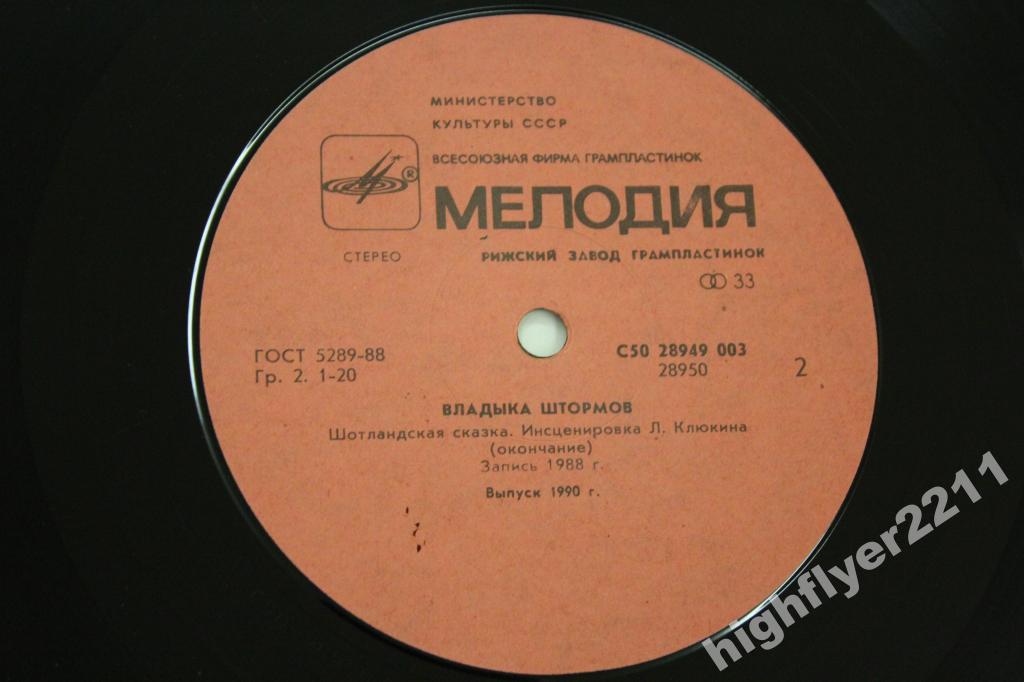 МИНИСТЕРСТВО
КУЛЬТУРЫ СССР
ВСЕСОЮЗНАЯ ФИРМА ГРАМПЛАСТИНОК
®
МЕЛОДИЯ
СТЕРЕО
РИЖСКИЙ ЗАВОД ГРАМПЛАСТИНОК
33
ГОСТ 5289-88
Гр. 2. 1-20
С50 28949 003
28950
2
ВЛАДЫКА ШТОРМОВ
Шотландская сказка. Инсценировка Л. Клюкина
(окончание)
Запись 1988 г.
Выпуск 1990 г.
highflyer2211